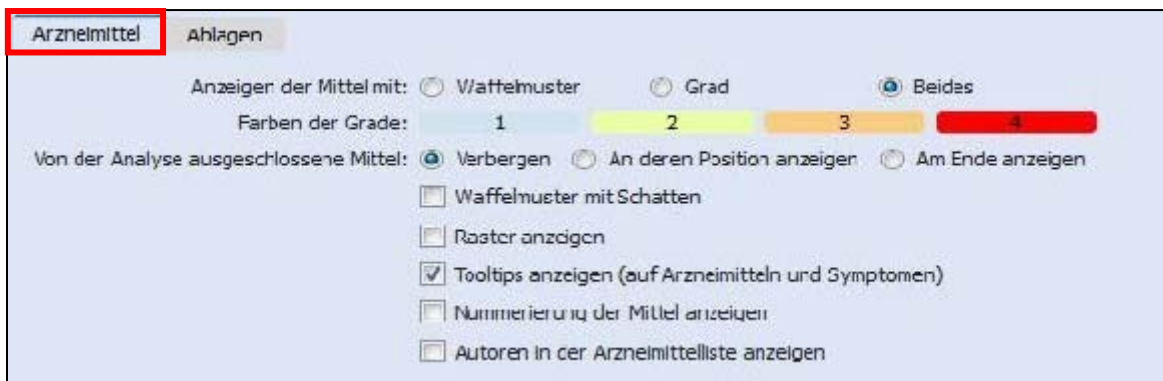 Arzneimittel Ablagen
Anzeigen der Mittel mit: Waffelmuster Grad Beides
Farben der Grade: 1 2 3 4
Von der Analyse ausgeschlossene Mittel: Verbergen An deren Position anzeigen Am Ende anzeigen
Waffelmuster mit Schatten
Raster anzeigen
Tooltips anzeigen (auf Arzneimitteln und Symptomen)
Nummerierung der Mittel anzeigen
Autoren in der Arzneimittelliste anzeigen